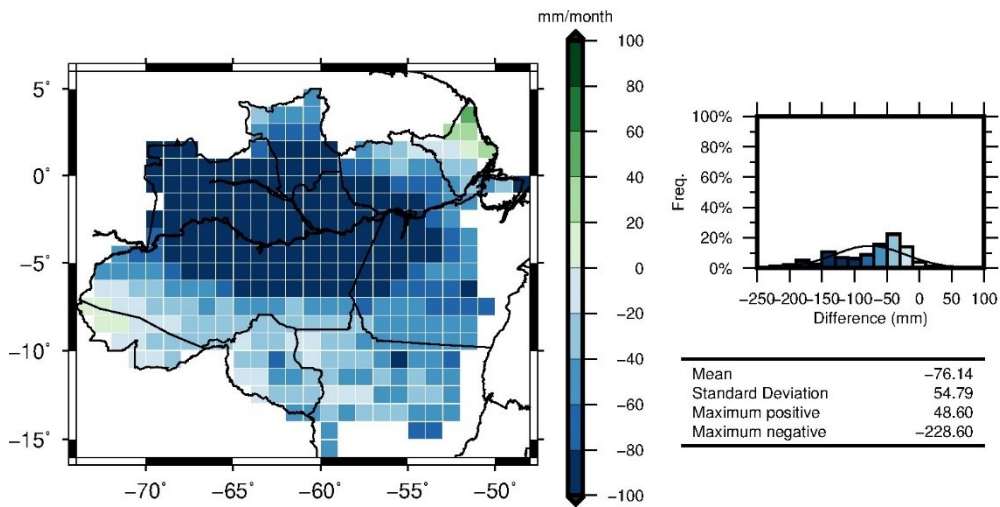 mm/month
100
80
60
40
20
0
−20
−40
−60
−80
−100
5°
0°
−5°
−10°
−15°
−70° −65° −60° −55° −50°
100%
80%
60%
40%
20%
0%
Freq.
−250 −200 −150 −100 −50 0 50 100
Difference (mm)
Mean −76.14
Standard Deviation 54.79
Maximum positive 48.60
Maximum negative −228.60